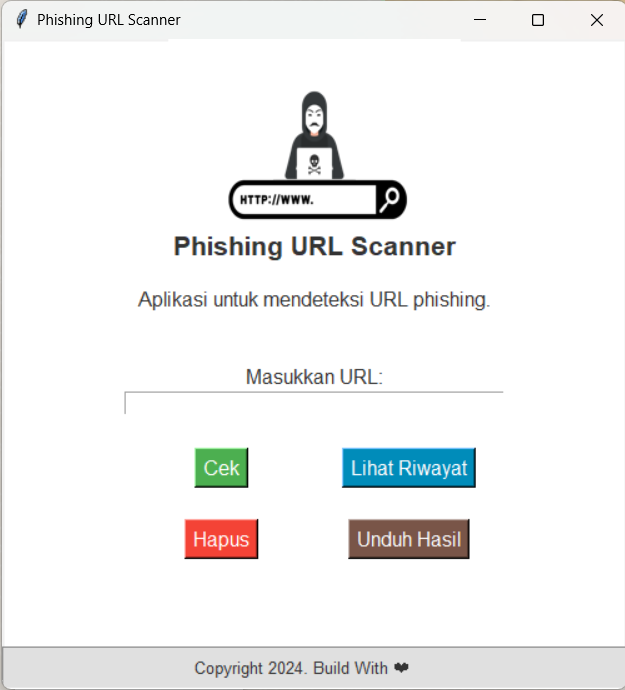 Phishing URL Scanner
HTTP://WWW.
Phishing URL Scanner
Aplikasi untuk mendeteksi URL phishing.
Masukkan URL:
Cek
Lihat Riwayat
Hapus
Unduh Hasil
Copyright 2024. Build With ❤